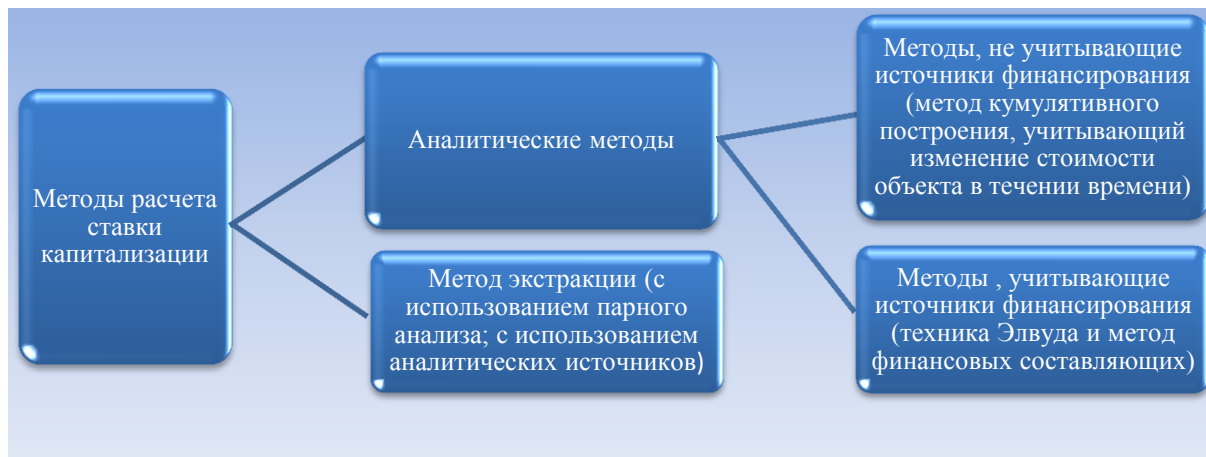 Методы расчета
ставки
капитализации
Аналитические методы
Метод экстракции (с
использованием парного
анализа; с использованием
аналитических источников)
Методы, не учитывающие
источники финансирования
(метод кумулятивного
построения, учитывающий
изменение стоимости
объекта в течении времени)
Методы , учитывающие
источники финансирования
(техника Элвуда и метод
финансовых составляющих)